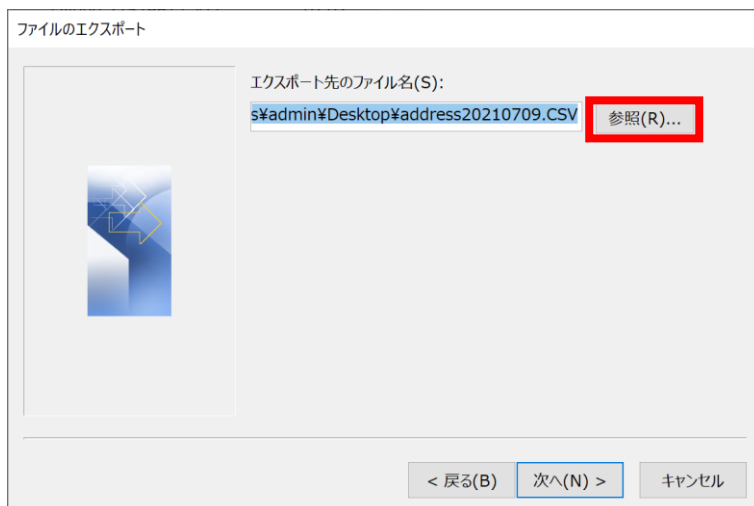 ファイルのエクスポート
エクスポート先のファイル名(S):
s¥admin¥Desktop¥address20210709.CSV
参照(R)...
< 戻る(B)
次へ(N) >
キャンセル